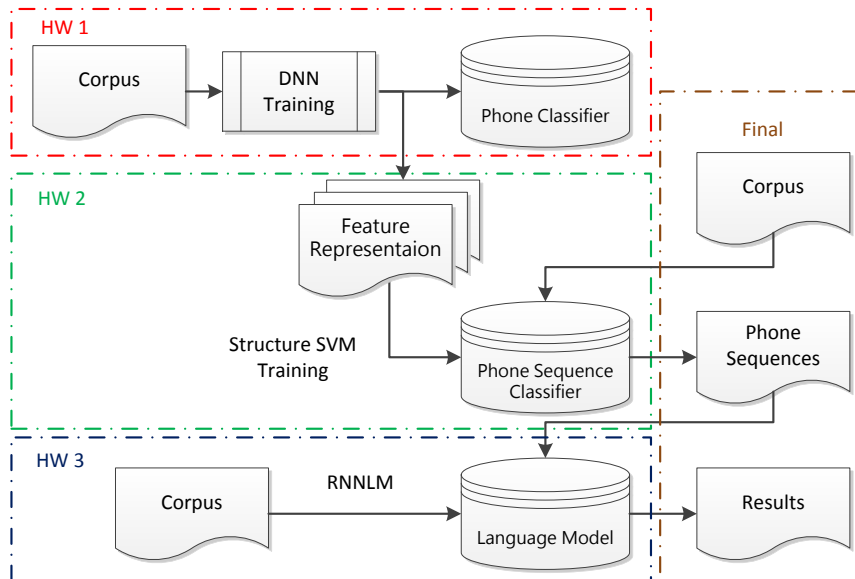 HW 1
Corpus
DNN
Training
Phone Classifier
Final
HW 2
Corpus
Feature
Representaion
Structure SVM
Training
Phone Sequence
Classifier
Phone
Sequences
HW 3
Corpus
RNNLM
Language Model
Results